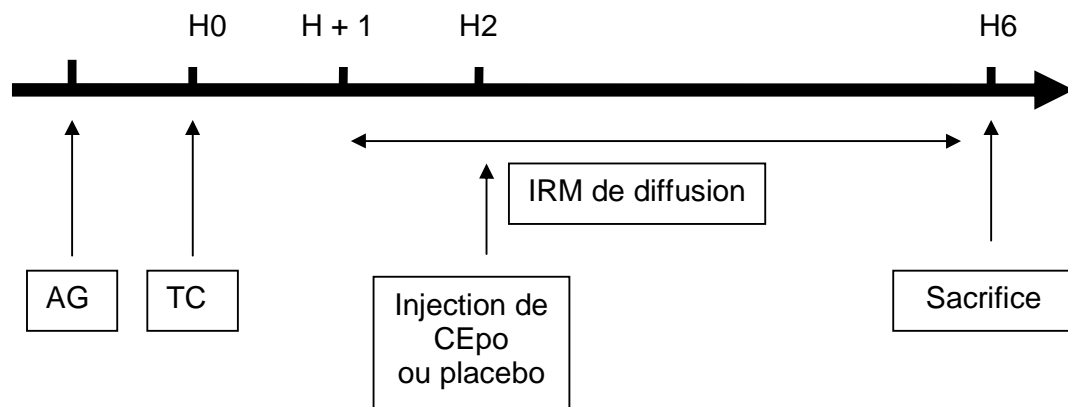 H0
H + 1
H2
H6
IRM de diffusion
AG
TC
Injection de
CEpo
ou placebo
Sacrifice